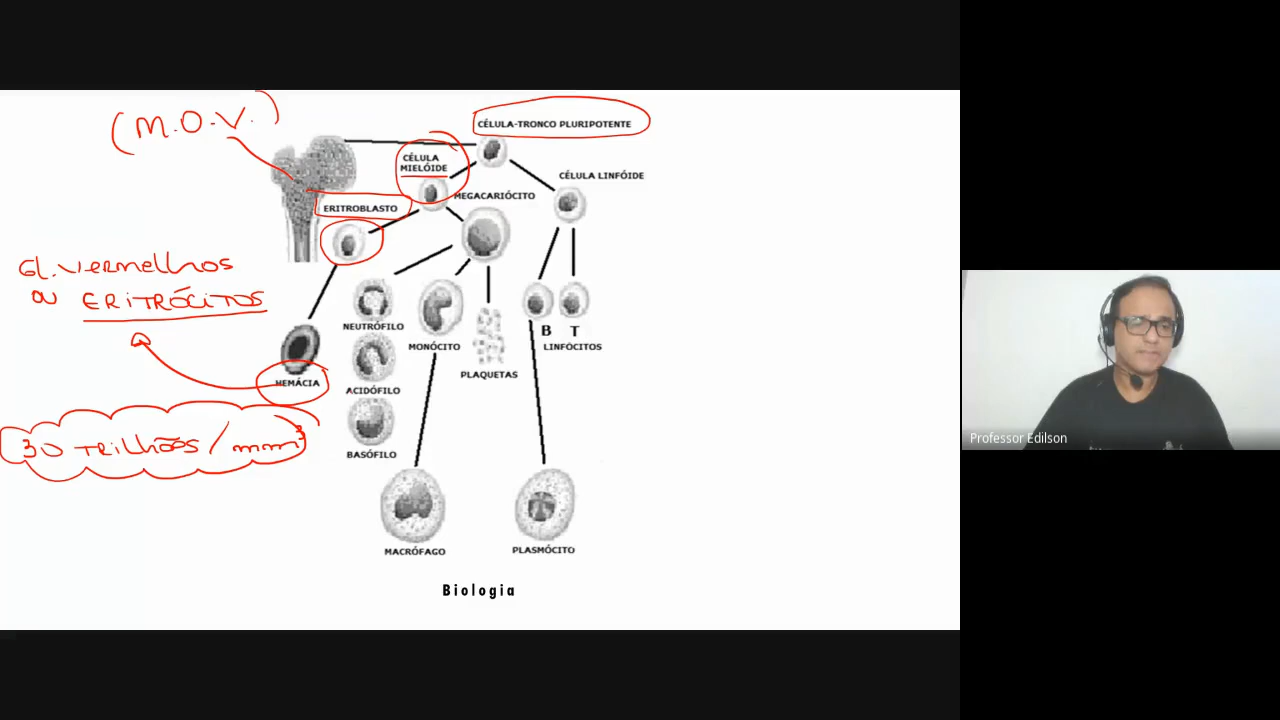 (M.O.V.)
CÉLULA-TRONCO PLURIPOTENTE
CÉLULA
MIELÓIDE
CÉLULA LINFÓIDE
MEGACARIÓCITO
ERITROBLASTO
Gl. Vermelhos
ou ERITRÓCITOS
NEUTRÓFILO
MONÓCITO
B T
LINFÓCITOS
PLAQUETAS
HEMÁCIA
ACIDÓFILO
30 TRILHÕES / mm³
BASÓFILO
MACRÓFAGO
PLASMÓCITO
Biologia
Professor Edilson